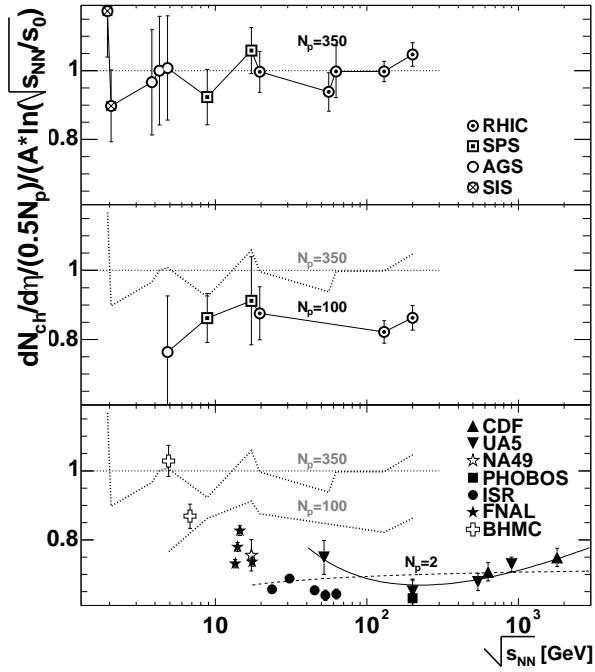 dN_ch/dη/(0.5N_p)/(A*ln(√s_NN/s_0)
N_p=350
1
0.8
RHIC
SPS
AGS
SIS
N_p=350
1
N_p=100
0.8
CDF
UA5
NA49
PHOBOS
ISR
FNAL
BHMC
N_p=350
1
N_p=100
0.8
N_p=2
10 10² 10³
√s_NN [GeV]